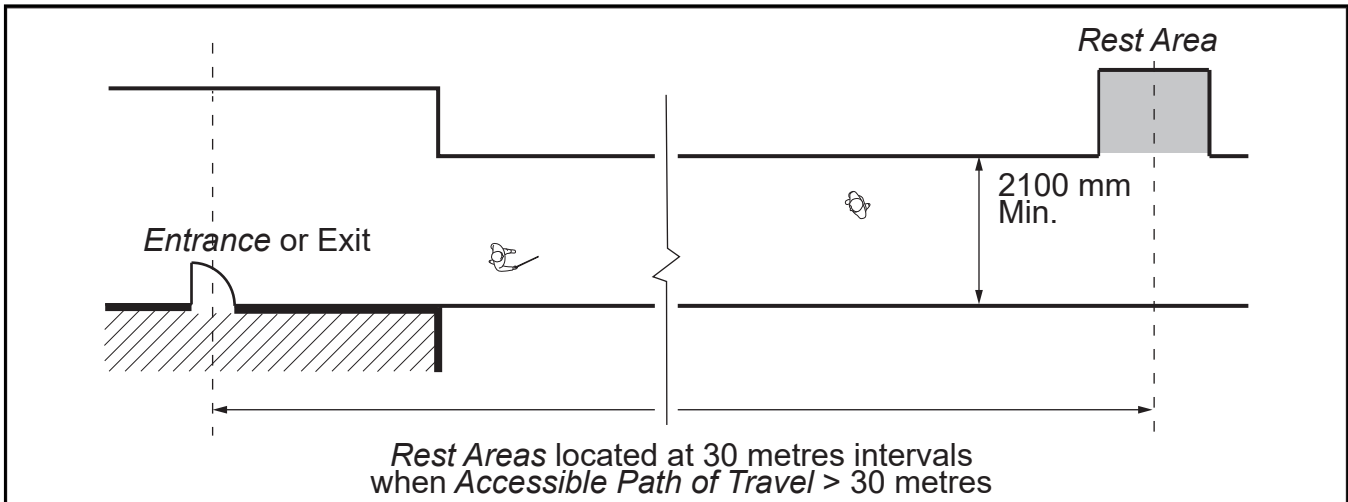 Rest Area
2100 mm
Min.
Entrance or Exit
Rest Areas located at 30 metres intervals
when Accessible Path of Travel > 30 metres